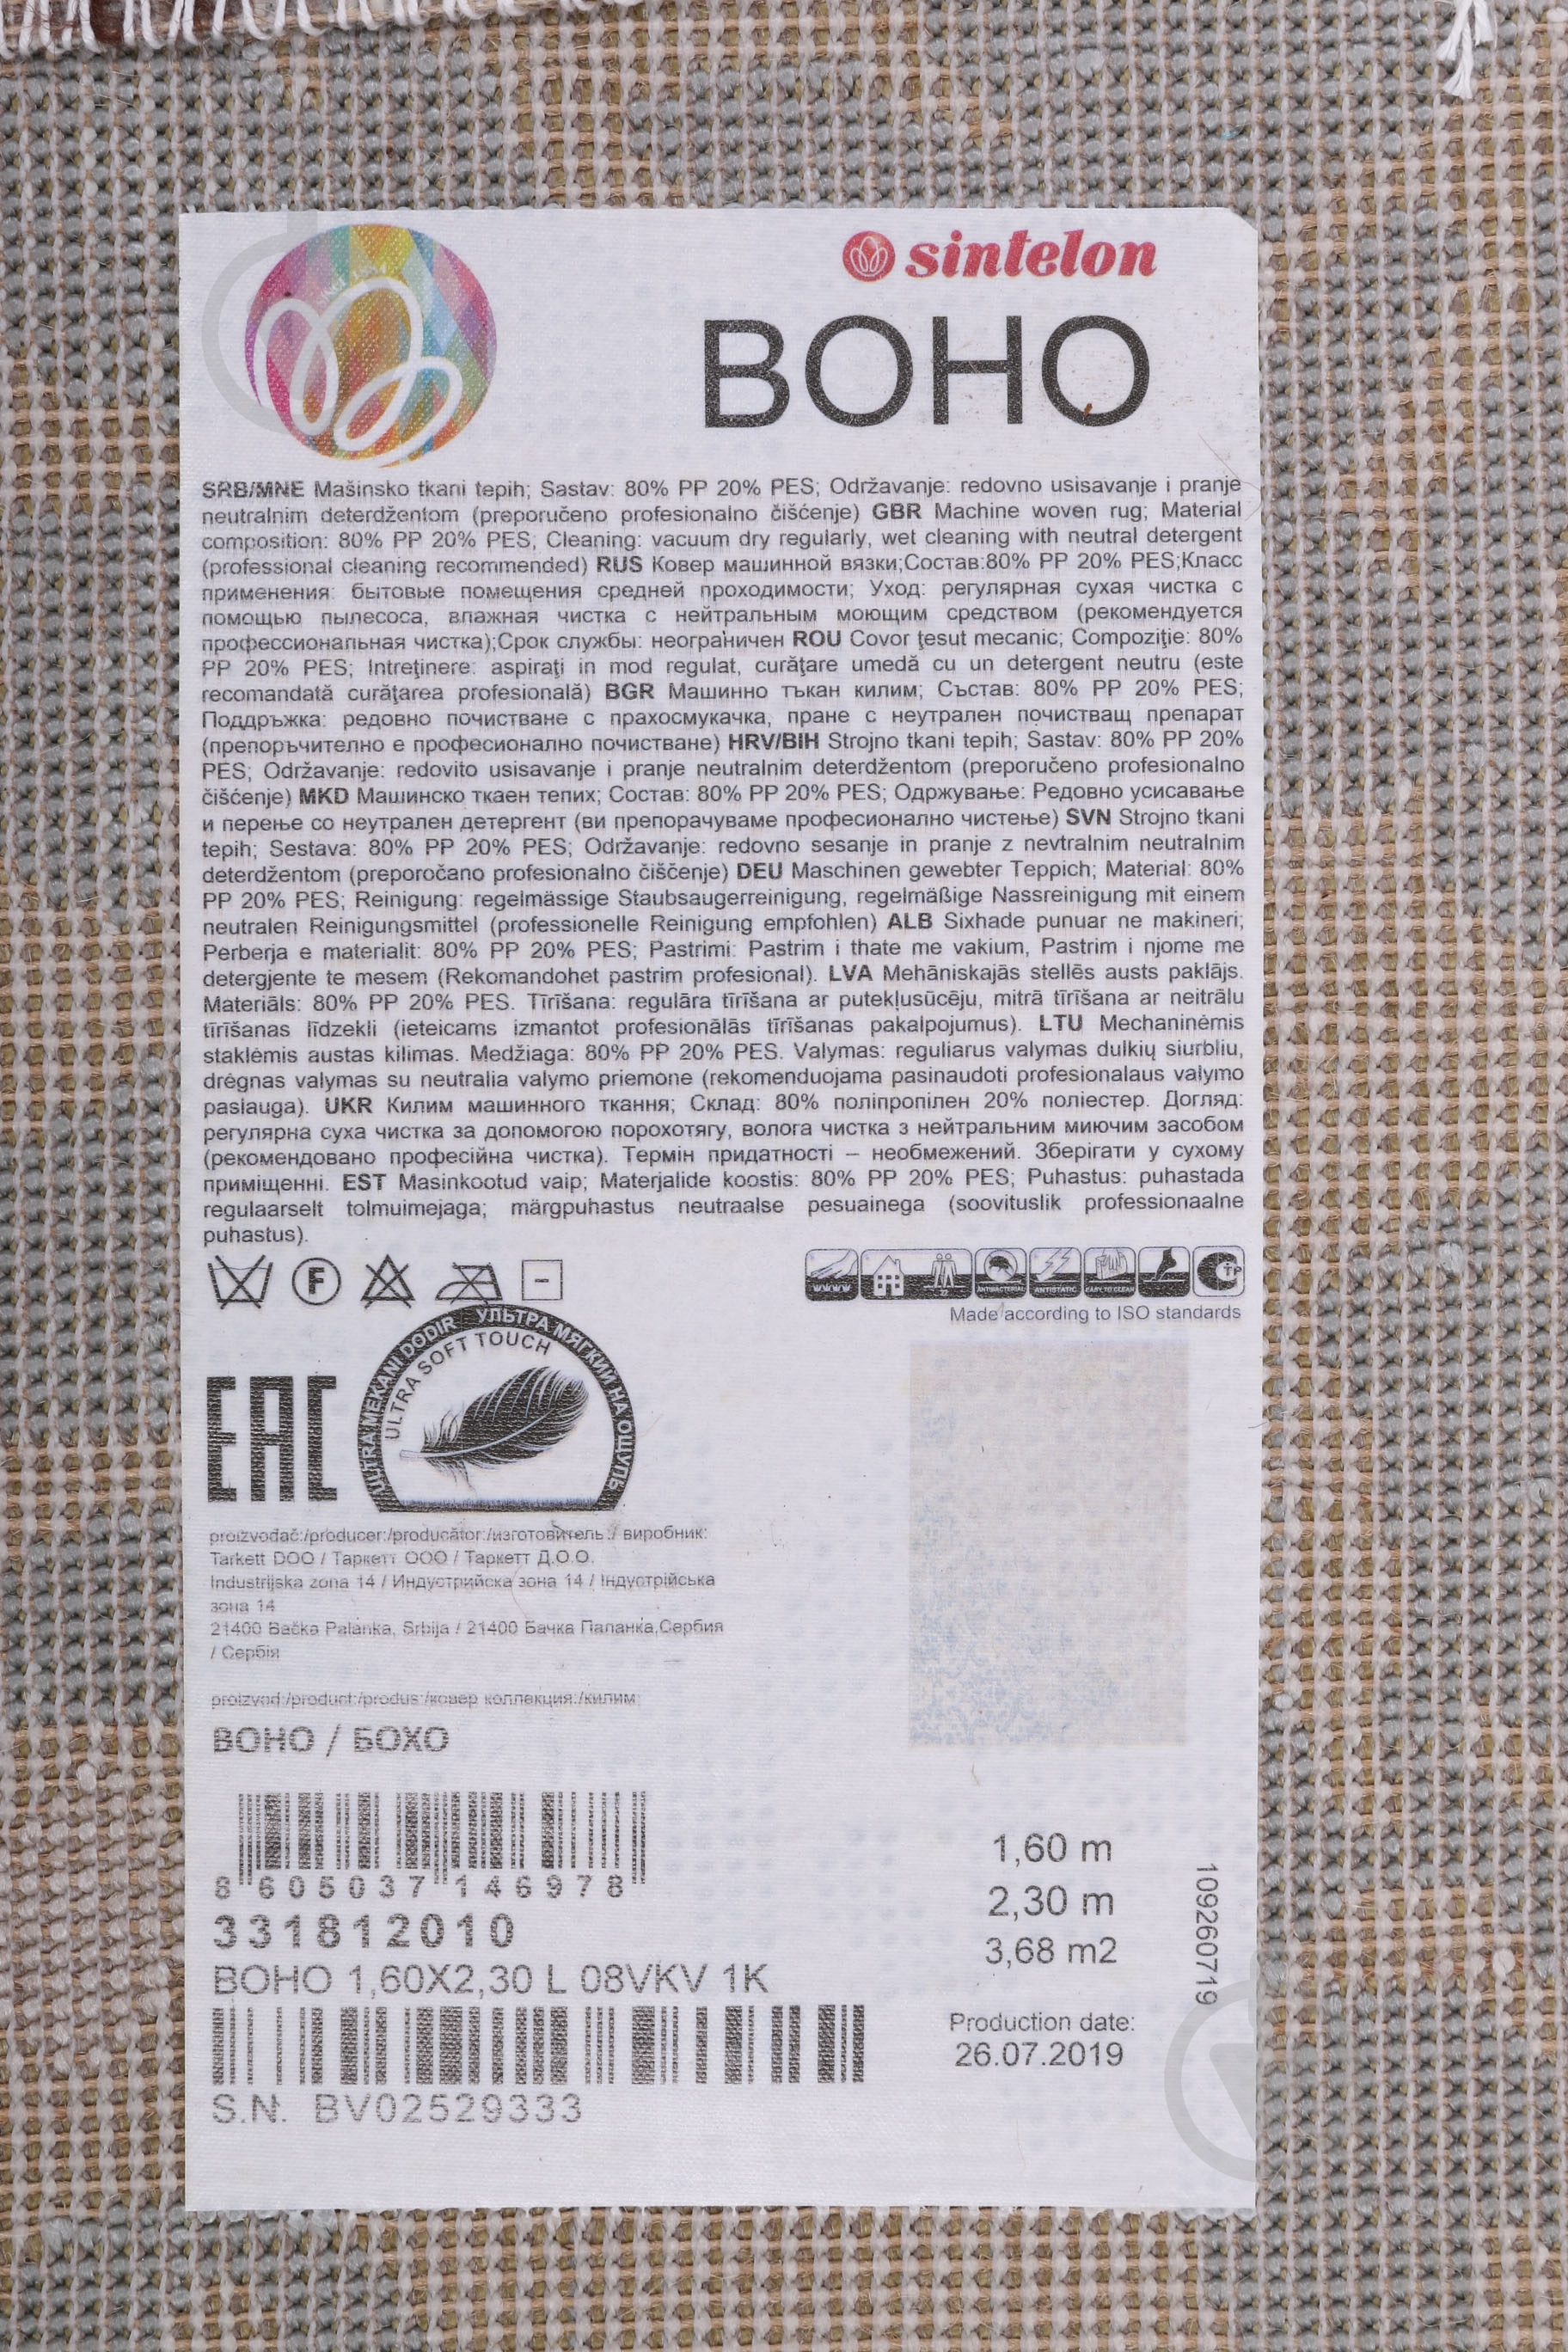 sintelon
BOHO
SRB/MNE Mašinsko tkani tepih; Sastav: 80% PP 20% PES; Održavanje: redovno usisavanje i pranje
neutralnim deterdžentom (preporučeno profesionalno čišćenje) GBR Machine woven rug; Material
composition: 80% PP 20% PES; Cleaning: vacuum dry regularly, wet cleaning with neutral detergent
(professional cleaning recommended) RUS Ковер машинной вязки;Состав:80% PP 20% PES;Класс
применения: бытовые помещения средней проходимости; Уход: регулярная сухая чистка с
помощью пылесоса, влажная чистка с нейтральным моющим средством (рекомендуется
профессиональная чистка);Срок службы: неограничен ROU Covor ţesut mecanic; Compoziţie: 80%
PP 20% PES; Intreţinere: aspiraţi in mod regulat, curăţare umedă cu un detergent neutru (este
recomandată curăţarea profesională) BGR Машинно тъкан килим; Състав: 80% PP 20% PES;
Поддръжка: редовно почистване с прахосмукачка, пране с неутрален почистващ препарат
(препоръчително е професионално почистване) HRV/BIH Strojno tkani tepih; Sastav: 80% PP 20%
PES; Održavanje: redovito usisavanje i pranje neutralnim deterdžentom (preporučeno profesionalno
čišćenje) MKD Машинско ткаен тепих; Состав: 80% PP 20% PES; Одржување: Редовно усисавање
и перење со неутрален детергент (ви препорачуваме професионално чистење) SVN Strojno tkani
tepih; Sestava: 80% PP 20% PES; Održavanje: redovno sesanje in pranje z nevtralnim neutralnim
deterdžentom (preporočano profesionalno čiščenje) DEU Maschinen gewebter Teppich; Material: 80%
PP 20% PES; Reinigung: regelmässige Staubsaugerreinigung, regelmäßige Nassreinigung mit einem
neutralen Reinigungsmittel (professionelle Reinigung empfohlen) ALB Sixhade punuar ne makineri;
Perberja e materialit: 80% PP 20% PES; Pastrimi: Pastrim i thate me vakium, Pastrim i njome me
detergjente te mesem (Rekomandohet pastrim profesional). LVA Mehāniskajās stellēs austs paklājs.
Materiāls: 80% PP 20% PES. Tīrīšana: regulāra tīrīšana ar putekļusūcēju, mitrā tīrīšana ar neitrālu
tīrīšanas līdzekli (ieteicams izmantot profesionālās tīrīšanas pakalpojumus). LTU Mechaninėmis
staklėmis austas kilimas. Medžiaga: 80% PP 20% PES. Valymas: reguliarus valymas dulkių siurbliu,
drėgnas valymas su neutralia valymo priemone (rekomenduojama pasinaudoti profesionalaus valymo
paslauga). UKR Килим машинного ткання; Склад: 80% поліпропілен 20% поліестер. Догляд:
регулярна суха чистка за допомогою порохотягу, волога чистка з нейтральним миючим засобом
(рекомендовано професійна чистка). Термін придатності – необмежений. Зберігати у сухому
приміщенні. EST Masinkootud vaip; Materjalide koostis: 80% PP 20% PES; Puhastus: puhastada
regulaarselt tolmuimejaga; märgpuhastus neutraalse pesuainega (soovituslik professionaalne
puhastus).
F
ANTIBACTERIAL ANTISTATIC EASY TO CLEAN
Made according to ISO standards
ULTRA MEKANI DODIR УЛЬТРА МЯГКИЙ НА ОЩУПЬ
ULTRA SOFT TOUCH
EAC
proizvođač:/producer:/producător:/изготовитель:/ виробник:
Tarkett DOO / Таркетт ООО / Таркетт Д.О.О.
Industrijska zona 14 / Индустрийска зона 14 / Індустрійська
зона 14
21400 Bačka Palanka, Srbija / 21400 Бачка Паланка,Сербия
/ Сербія
proizvod:/product:/produs:/ковер коллекция:/килим:
BOHO / БОХО
8 605037 146978
331812010
BOHO 1,60X2,30 L 08VKV 1K
S.N. BV02529333
1,60 m
2,30 m
3,68 m2
Production date:
26.07.2019
109260719